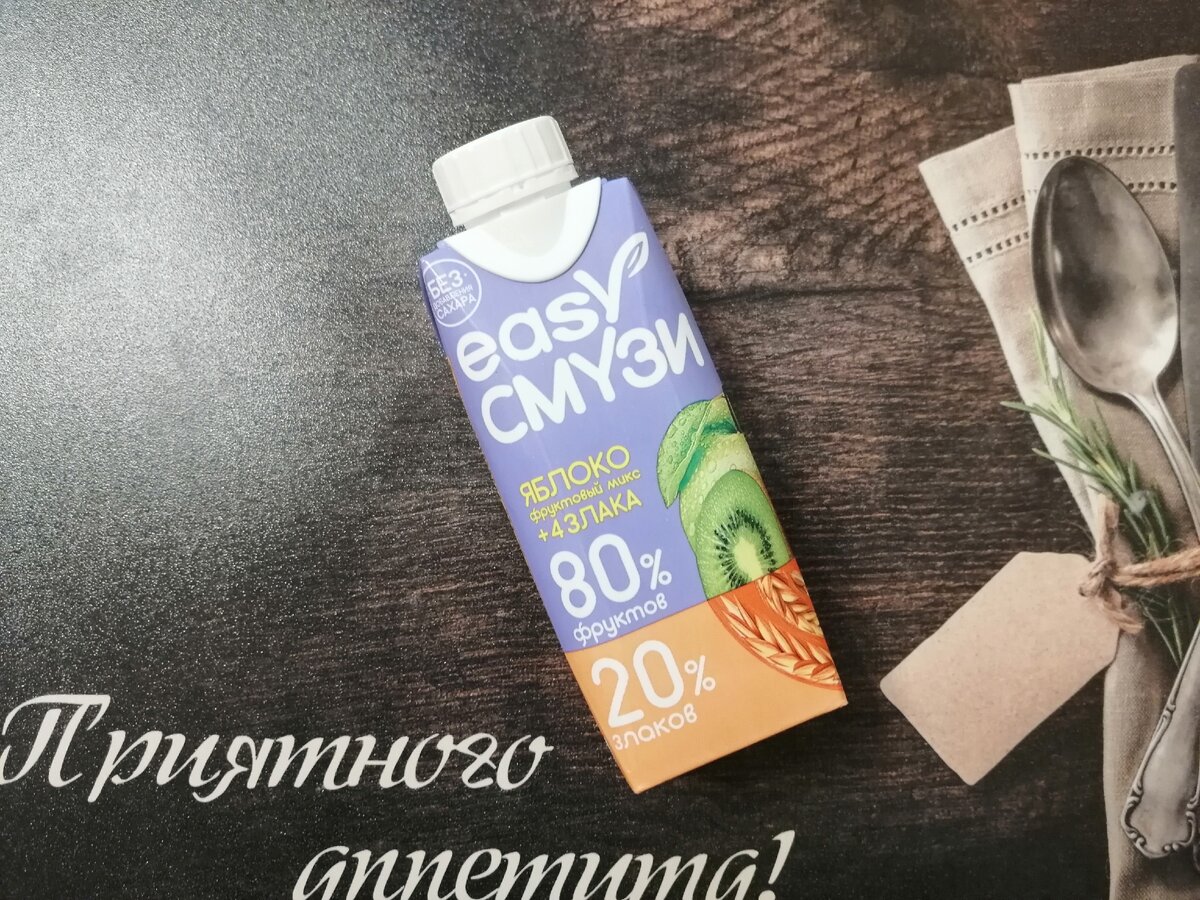 БЕЗ
ДОБАВЛЕНИЯ
САХАРА
easy
СМУЗИ
ЯБЛОКО
фруктовый микс
+4 ЗЛАКА
80%
фруктов
20%
злаков
Приятного
аппетита!